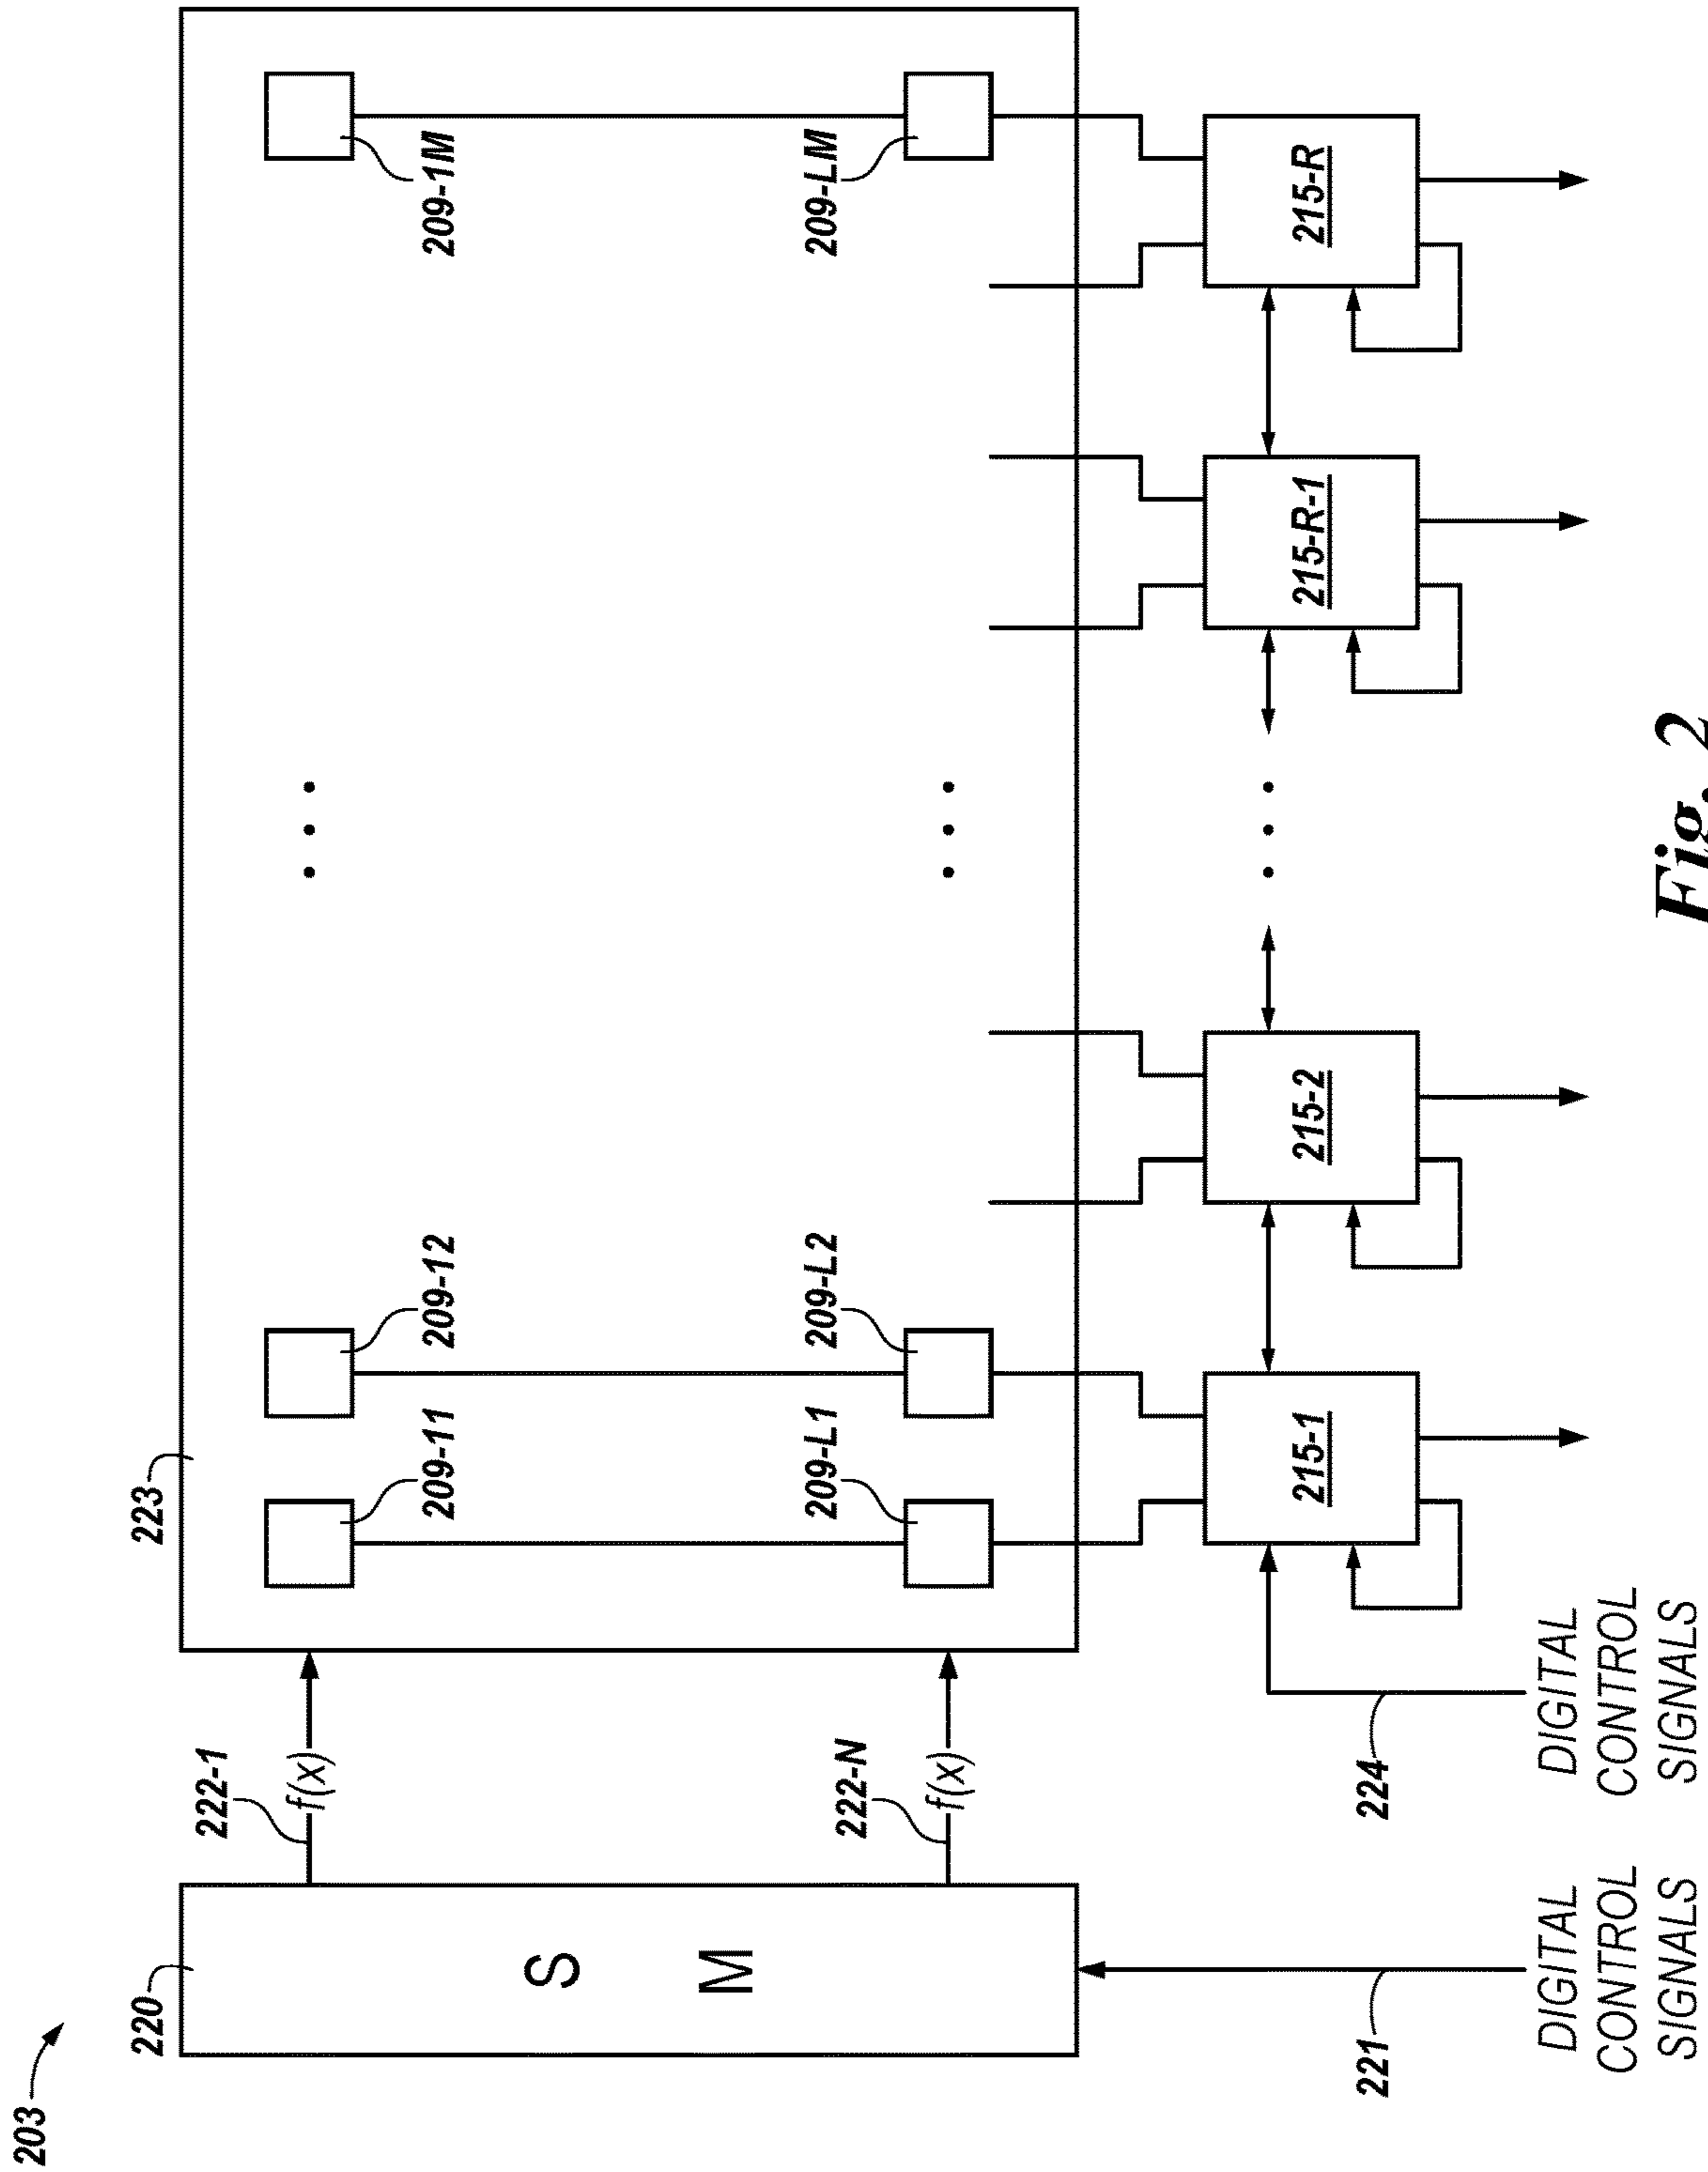 203
220
S
M
222-1
f(x)
222-N
f(x)
223
209-11
209-12
209-1M
209-L1
209-L2
209-LM
215-1
215-2
215-R-1
215-R
221
DIGITAL
CONTROL
SIGNALS
224
DIGITAL
CONTROL
SIGNALS
Fig. 2